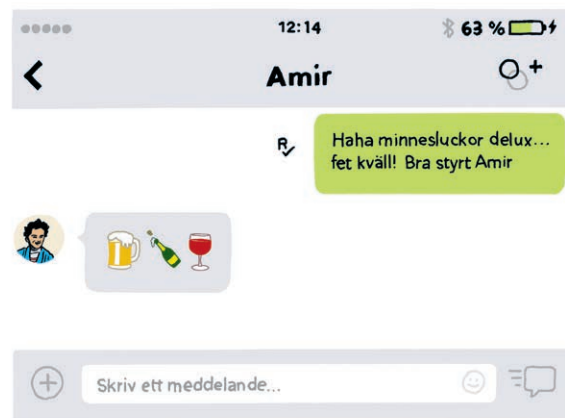 12:14
63 %
Amir
R
Haha minnesluckor delux...
fet kväll! Bra styrt Amir
Skriv ett meddelande...